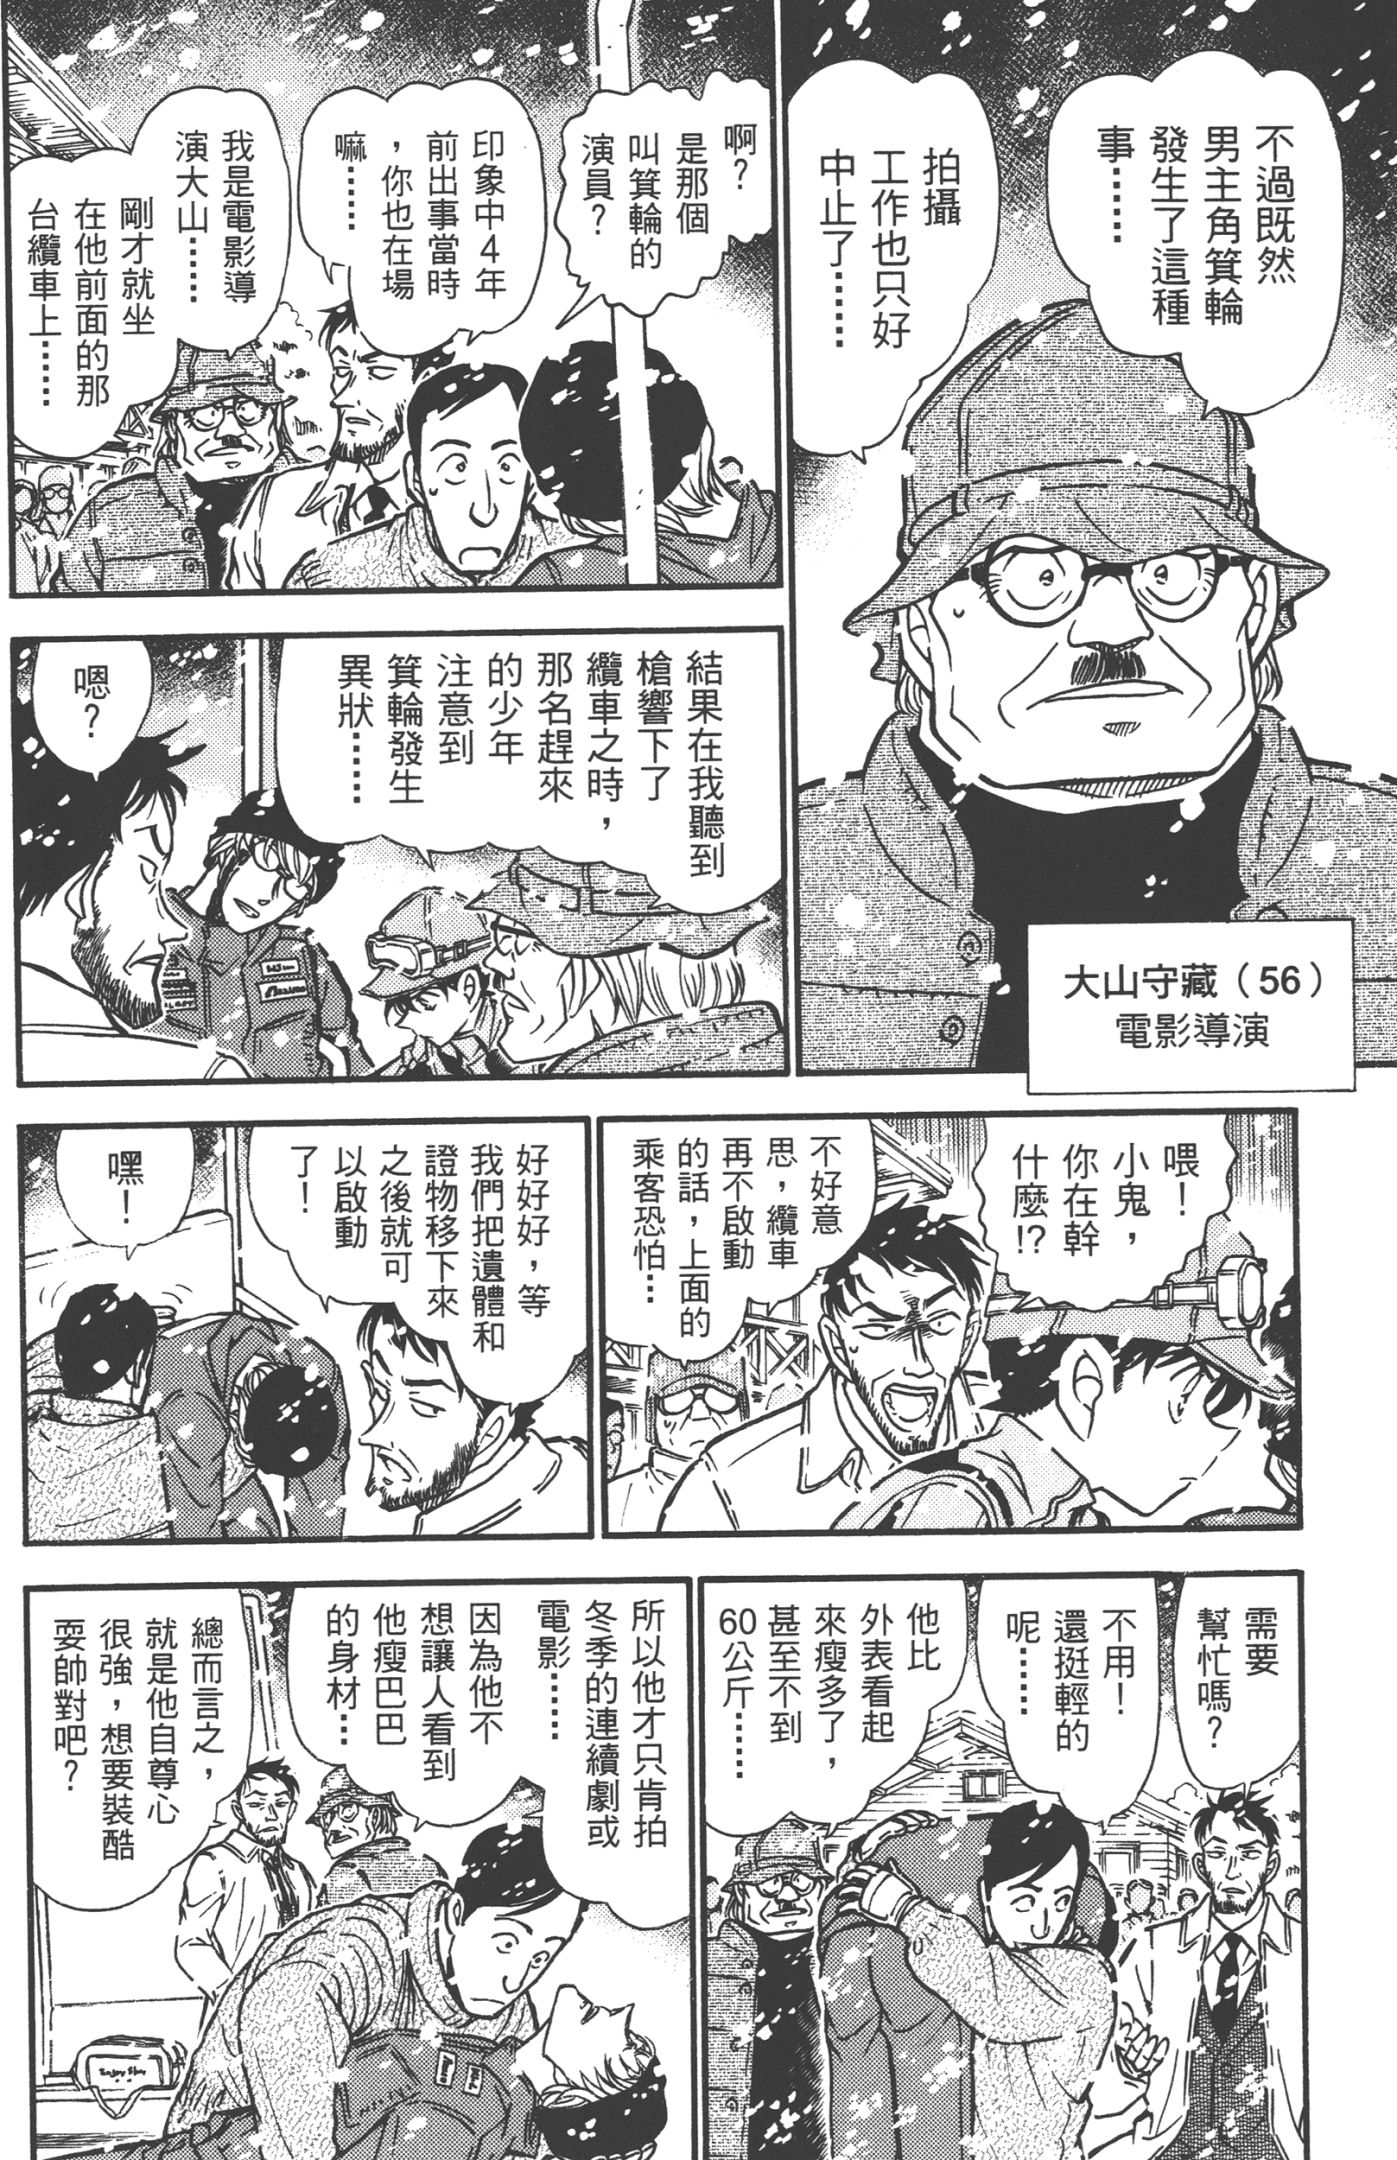 不過既然
男主角箕輪
發生了這種
事⋯⋯
拍攝
工作也只好
中止了⋯⋯
大山守藏（56）
電影導演
啊？
是那個
叫箕輪的
演員？
印象中4年
前出事當時
，你也在場
嘛⋯⋯
我是電影導
演大山⋯⋯
剛才就坐
在他前面的那
台纜車上⋯⋯
結果在我聽到
槍響下了
纜車之時，
那名趕來
的少年
注意到
箕輪發生
異狀⋯⋯
嗯？
喂！
小鬼，
你在幹
什麼!?
不好意
思，纜車
再不啟動
的話，上面的
乘客恐怕⋯
好好好，等
我們把遺體和
證物移下來
之後就可
以啟動
了！
嘿！
需要
幫忙嗎？
不用！
還挺輕的
呢⋯⋯
他比
外表看起
來瘦多了，
甚至不到
60公斤⋯⋯
所以他才只肯拍
冬季的連續劇或
電影⋯⋯
因為他不
想讓人看到
他瘦巴巴
的身材⋯
總而言之，
就是他自尊心
很強，想要裝酷
耍帥對吧？
Enjoy Skay